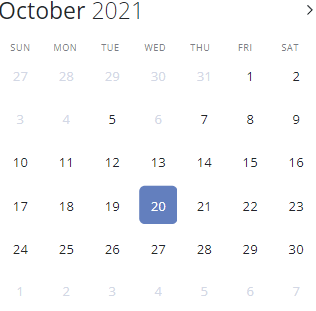 October 2021
SUN MON TUE WED THU FRI SAT
27 28 29 30 31 1 2
3 4 5 6 7 8 9
10 11 12 13 14 15 16
17 18 19 20 21 22 23
24 25 26 27 28 29 30
1 2 3 4 5 6 7